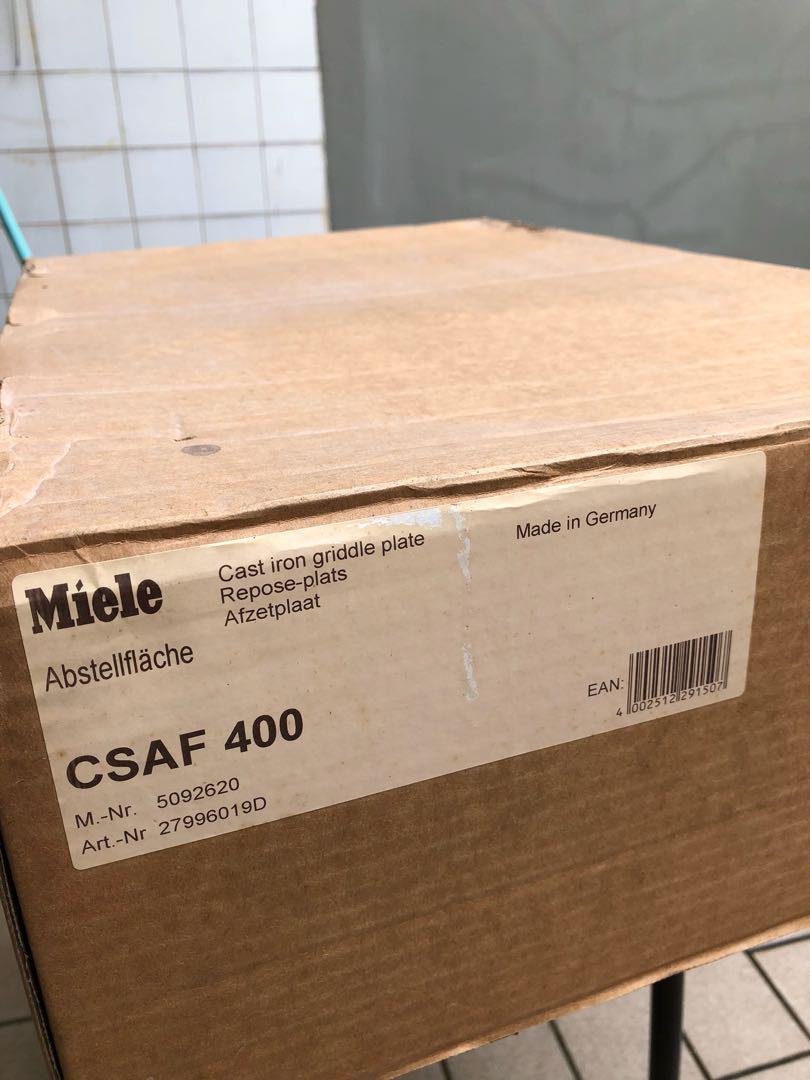 Miele
Cast iron griddle plate
Repose-plats
Afzetplaat
Made in Germany
Abstellfläche
CSAF 400
M.-Nr. 5092620
Art.-Nr 27996019D
EAN:
4 002512 291507